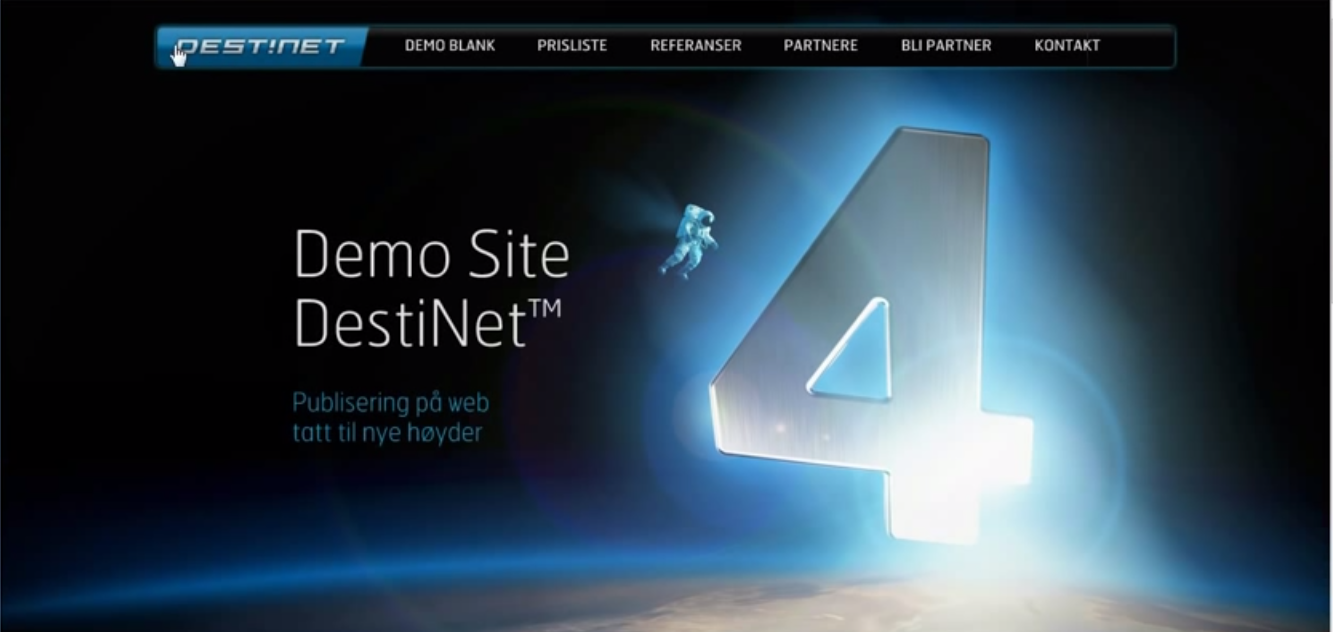 DEST!NET
DEMO BLANK PRISLISTE REFERANSER PARTNERE BLI PARTNER KONTAKT
Demo Site
DestiNet™
Publisering på web
tatt til nye høyder
4